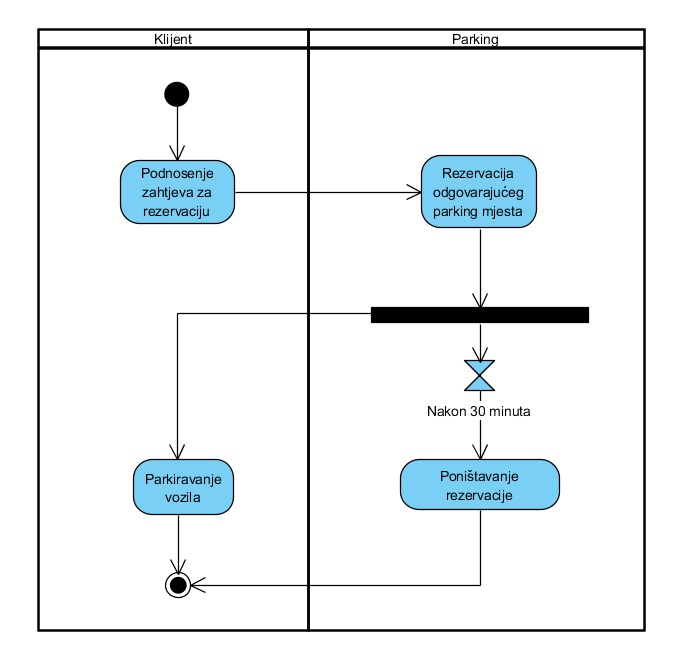 Klijent
Parking
Podnosenje
zahtjeva za
rezervaciju
Rezervacija
odgovarajućeg
parking mjesta
Nakon 30 minuta
Parkiravanje
vozila
Poništavanje
rezervacije